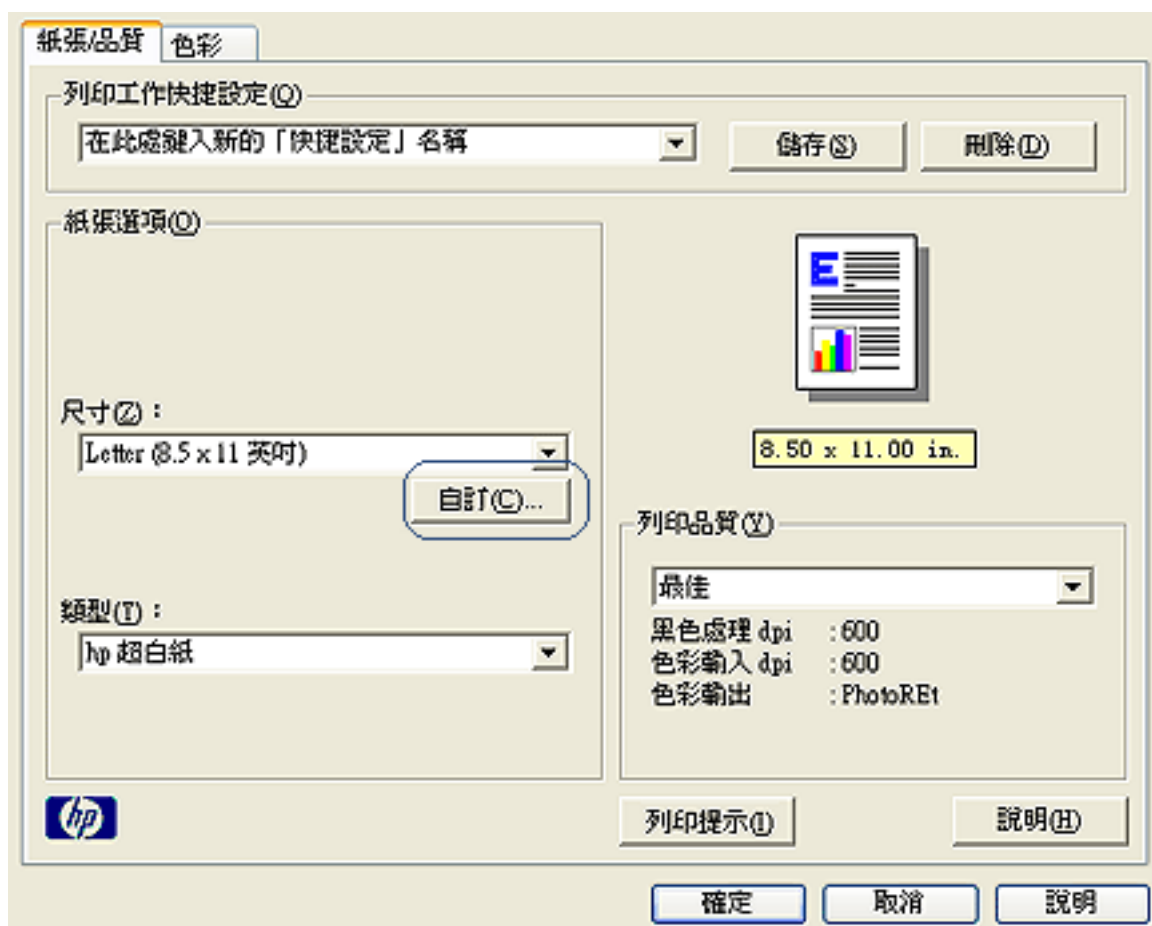 紙張/品質 色彩
列印工作快捷設定(Q)
在此處鍵入新的「快捷設定」名稱 儲存(S) 刪除(D)
紙張選項(O)
E
尺寸(Z)：
Letter (8.5 x 11 英吋)
8.50 x 11.00 in.
自訂(C)...
列印品質(Y)
最佳
類型(T)：
hp 超白紙
黑色處理 dpi :600
色彩輸入 dpi :600
色彩輸出 :PhotoREt
hp
列印提示(I) 說明(H)
確定 取消 說明